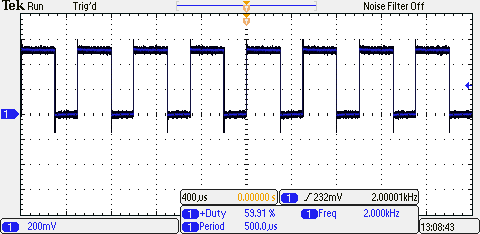 Tek Run Trig'd Noise Filter Off
T
T
1
400µs 0.00000 s 1 232mV 2.00001kHz
1 200mV 1 +Duty 59.91 % 1 Freq 2.000kHz
1 Period 500.0µs 13:08:43